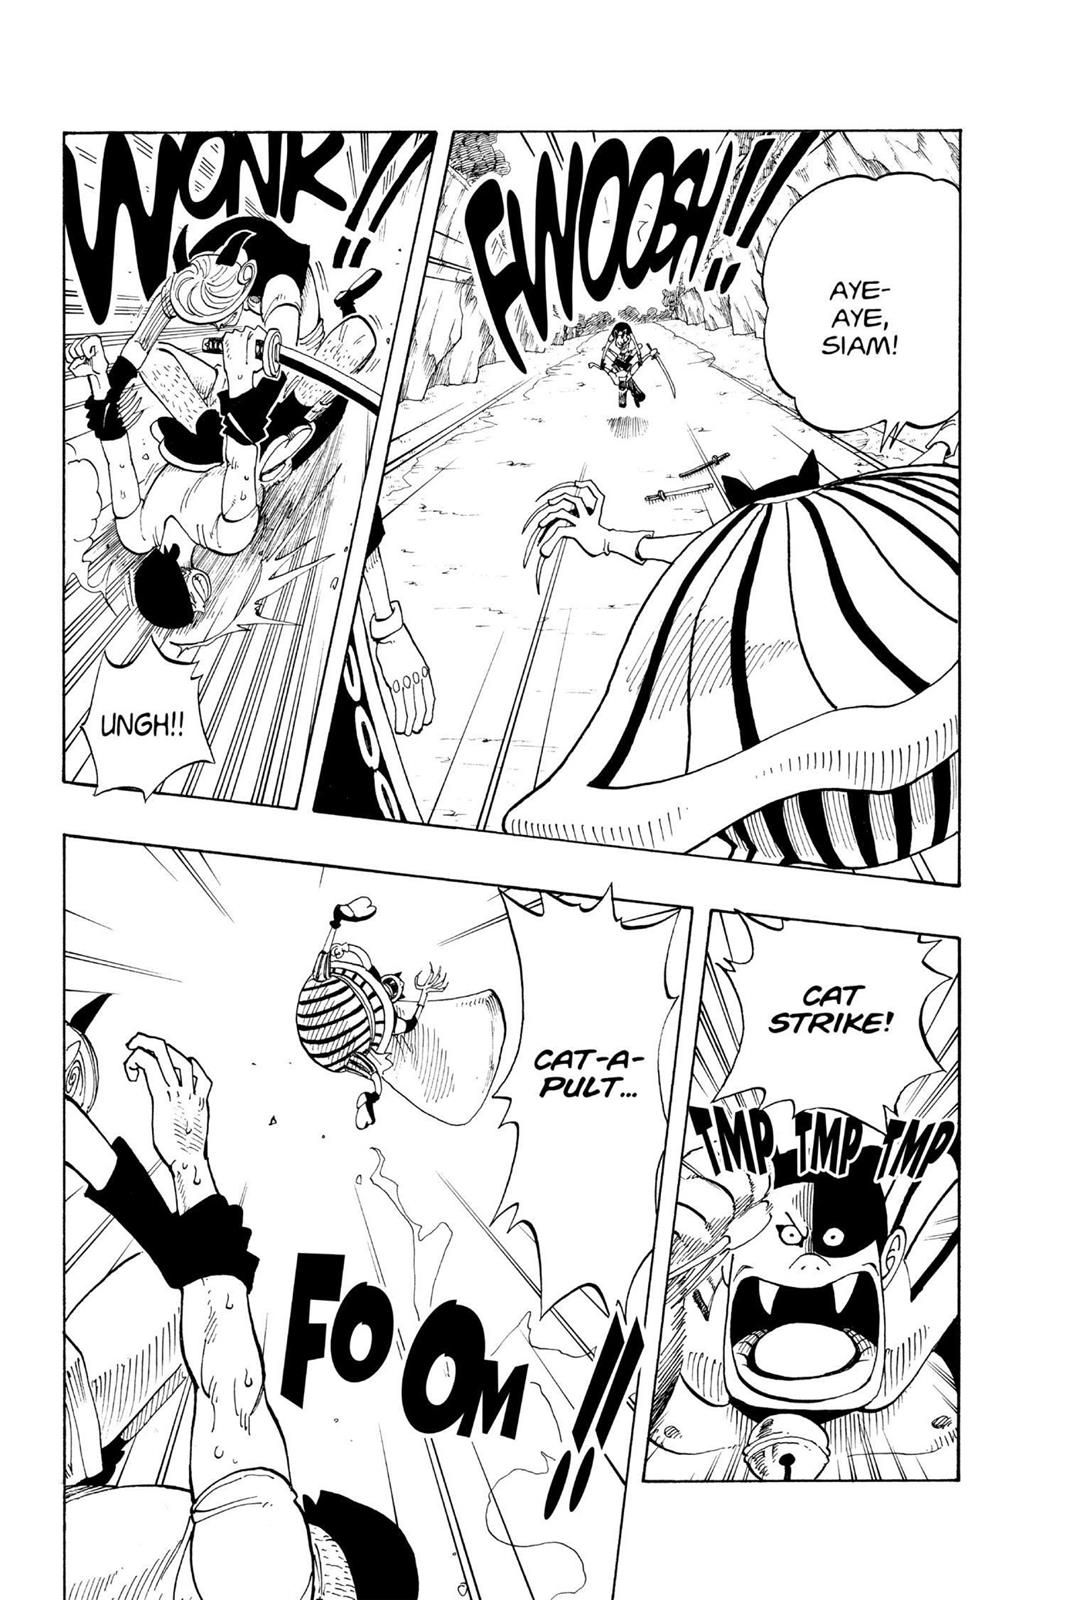 FWOOSH!!
AYE-
AYE,
SIAM!
WONK!!
UNGH!!
CAT
STRIKE!
TMP TMP TMP
CAT-A-
PULT...
FOOM!!